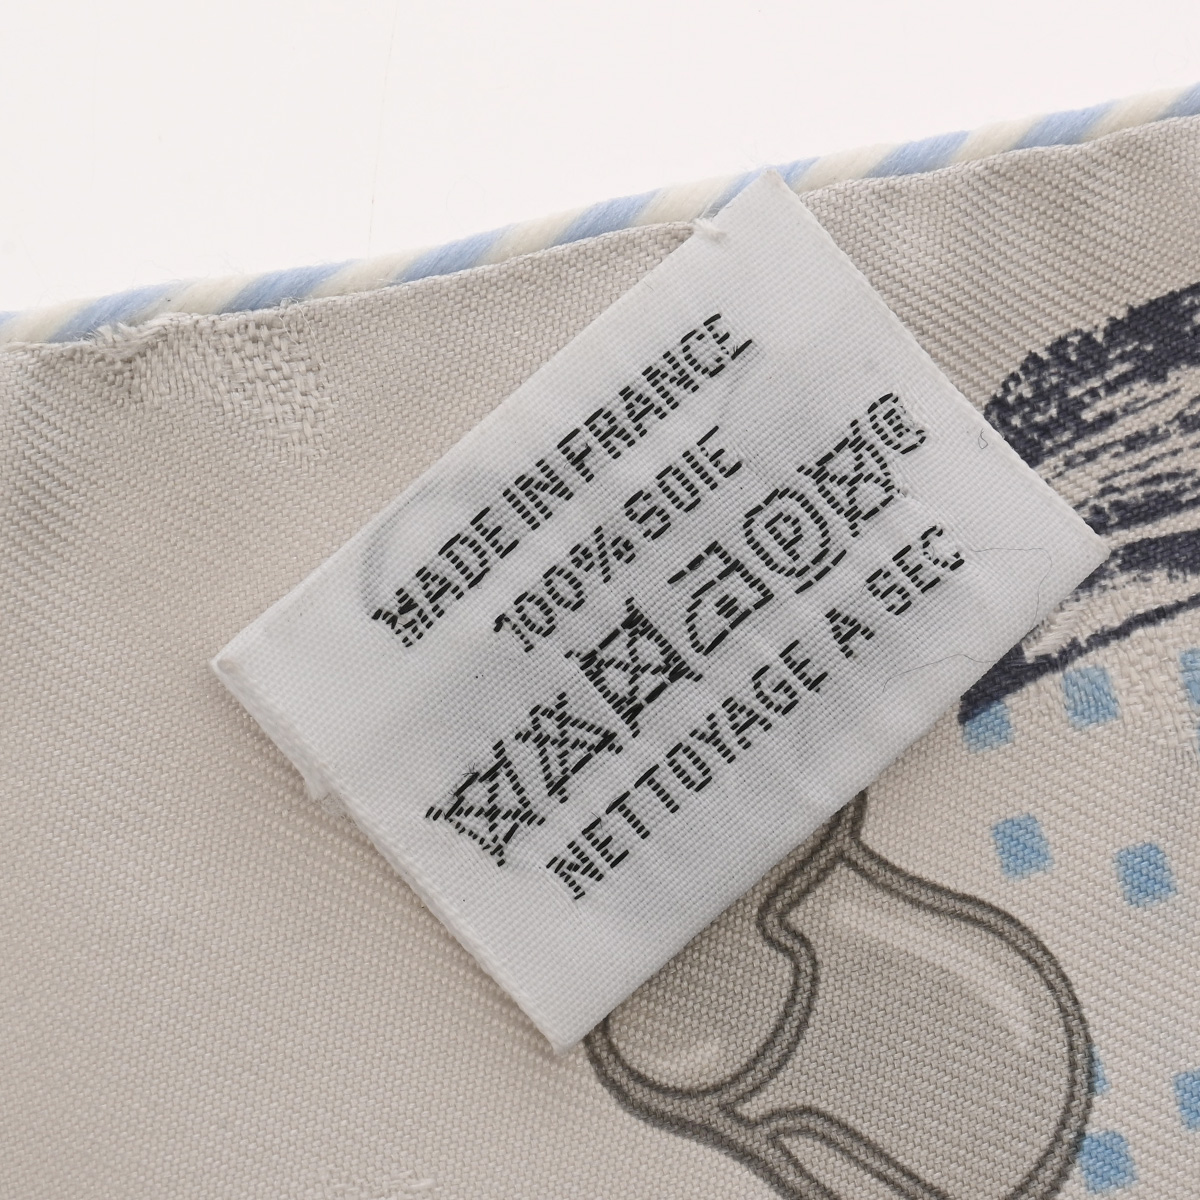 MADE IN FRANCE
100% SOIE
P ®
NETTOYAGE A SEC